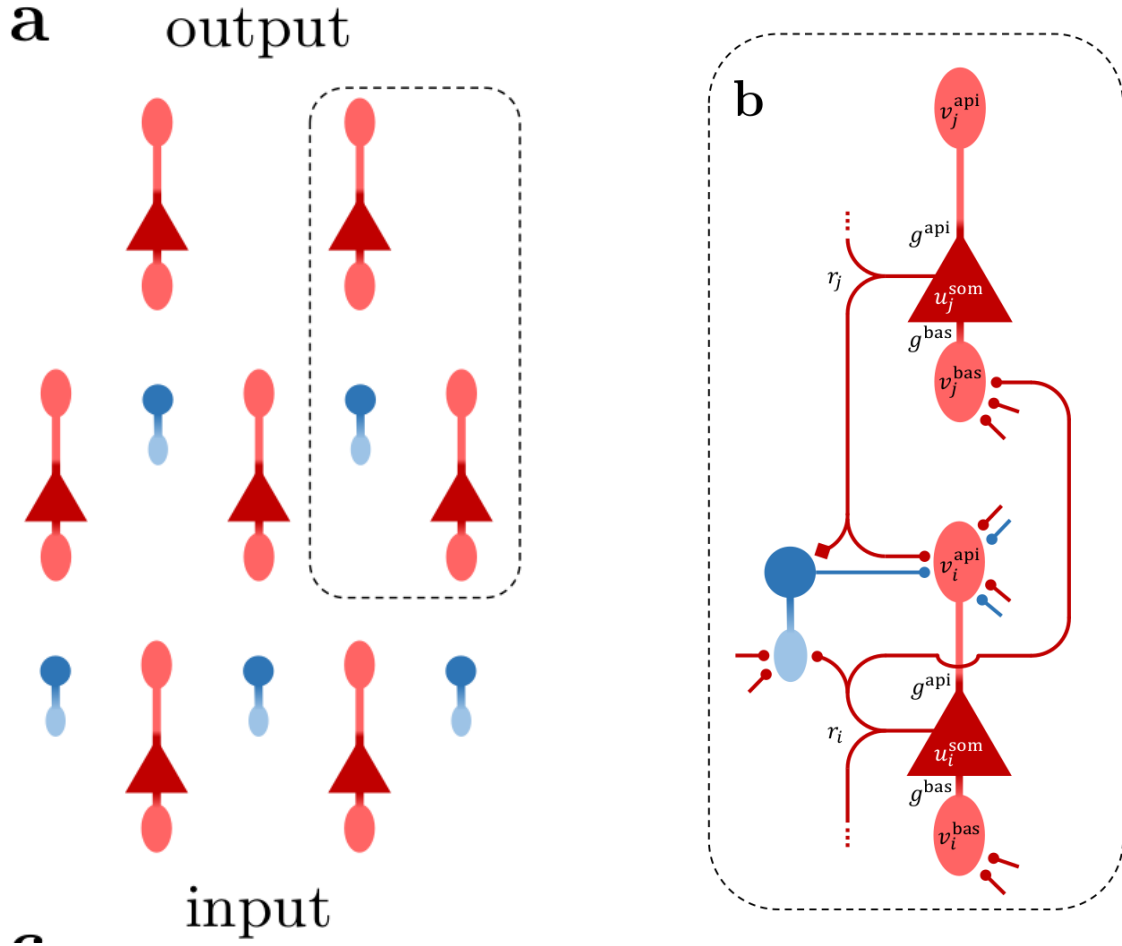 a
output
b
v_j^api
g^api
r_j
u_j^som
g^bas
v_j^bas
v_i^api
g^api
r_i
u_i^som
g^bas
v_i^bas
input